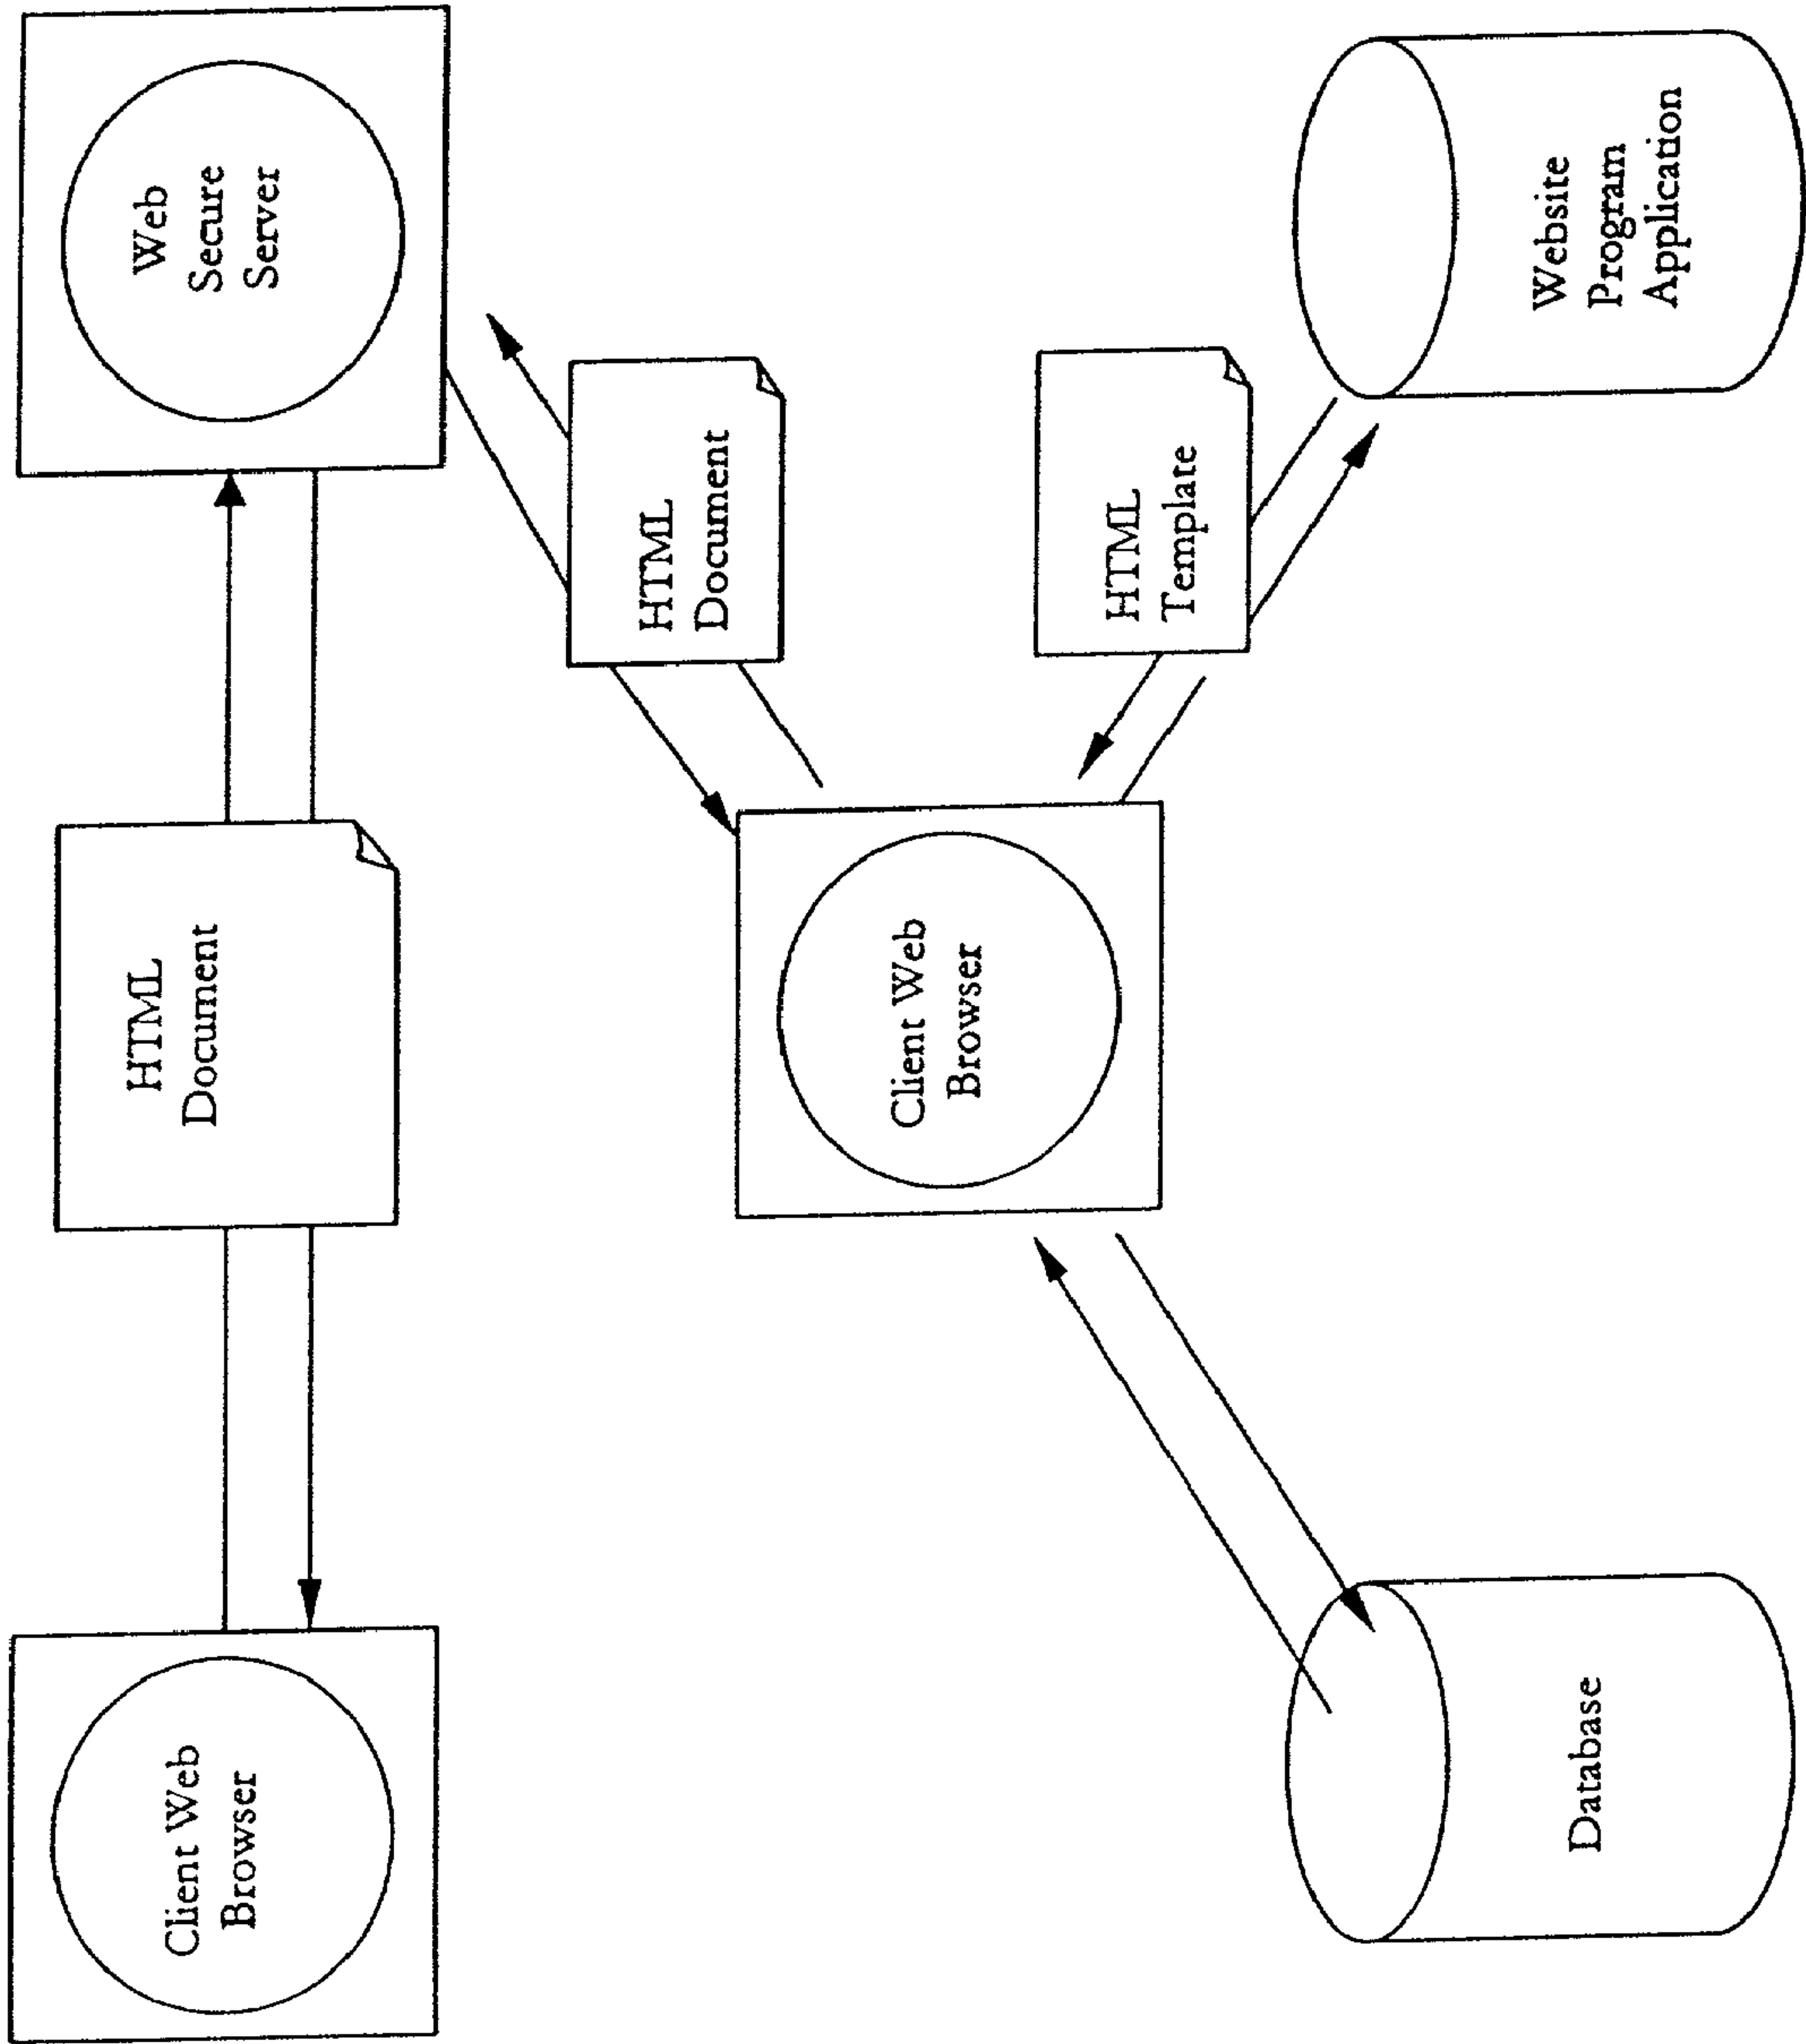 Client Web
Browser
HTML
Document
Web
Secure
Server
HTML
Document
Client Web
Browser
HTML
Template
Database
Website
Program
Application